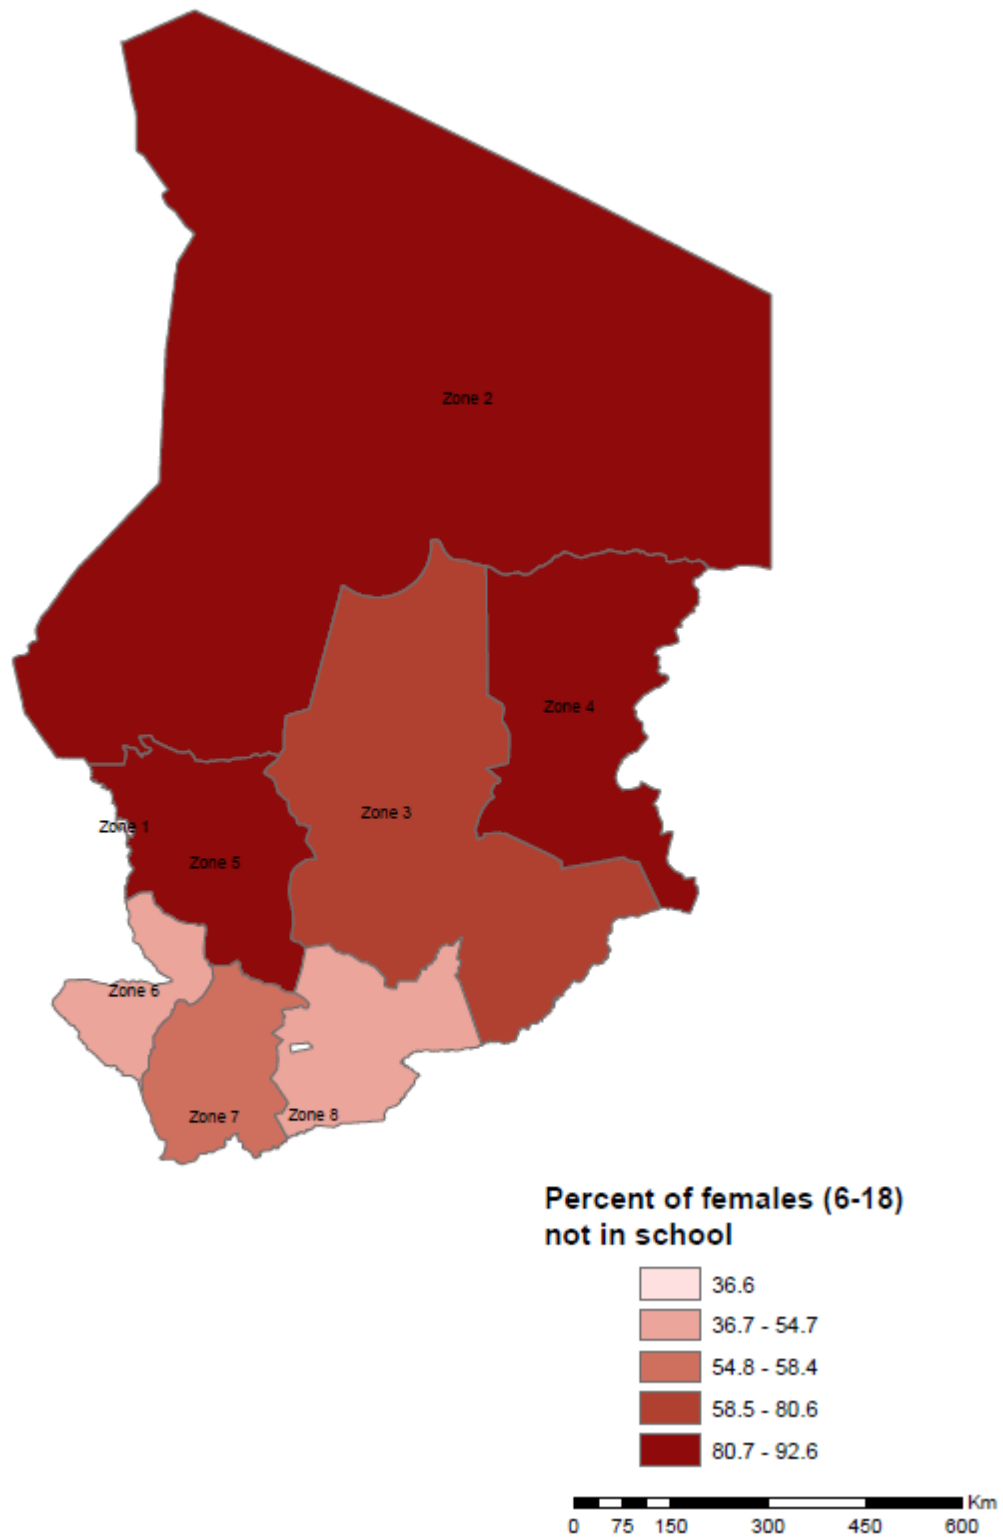 Zone 2
Zone 4
Zone 3
Zone 1
Zone 5
Zone 6
Zone 7
Zone 8
Percent of females (6-18)
not in school
36.6
36.7 - 54.7
54.8 - 58.4
58.5 - 80.6
80.7 - 92.6
Km
0 75 150 300 450 600